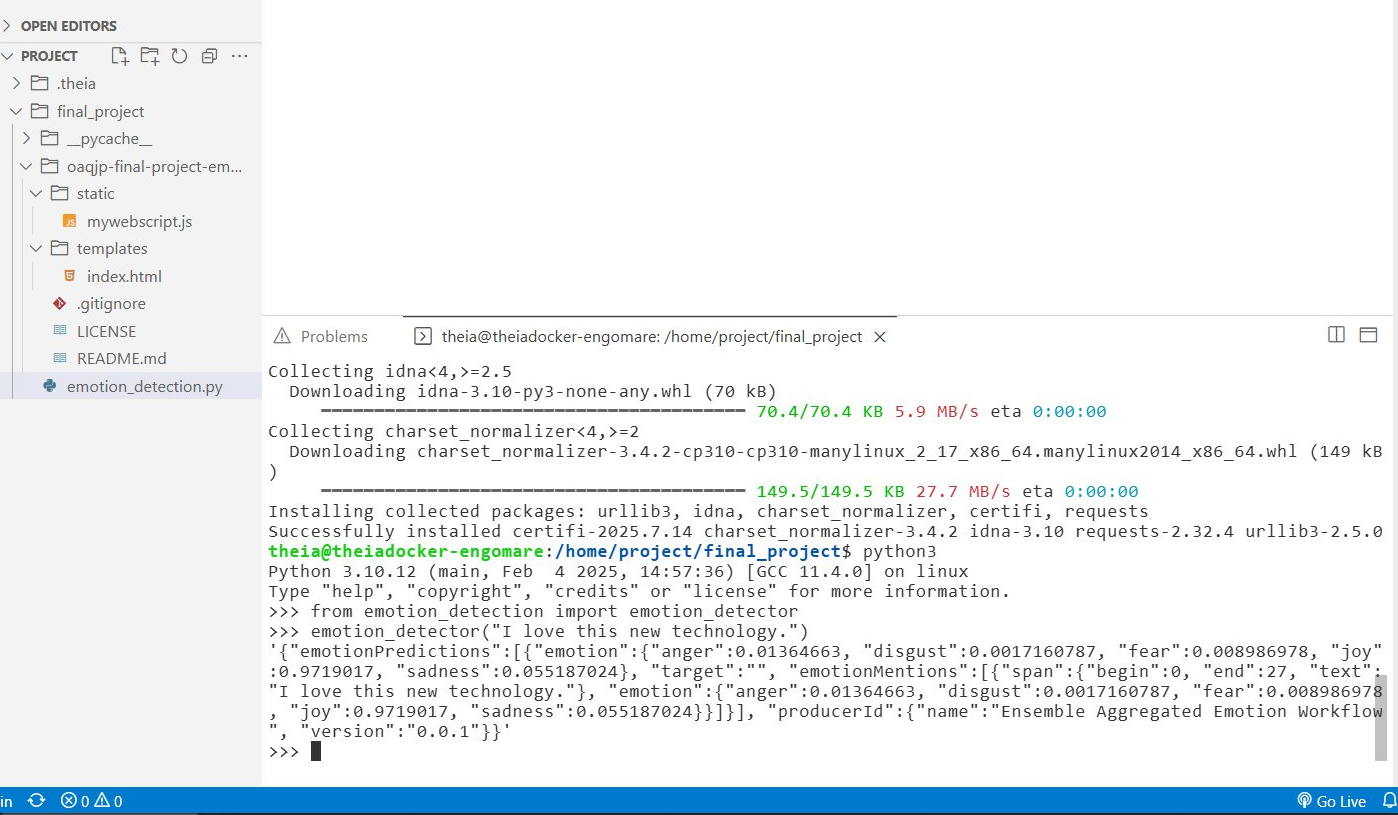 OPEN EDITORS
PROJECT
.theia
final_project
__pycache__
oaqjp-final-project-em...
static
mywebscript.js
templates
index.html
.gitignore
LICENSE
README.md
emotion_detection.py
Problems
theia@theiadocker-engomare: /home/project/final_project
Collecting idna<4,>=2.5
  Downloading idna-3.10-py3-none-any.whl (70 kB)
70.4/70.4 KB 5.9 MB/s eta 0:00:00
Collecting charset_normalizer<4,>=2
  Downloading charset_normalizer-3.4.2-cp310-cp310-manylinux_2_17_x86_64.manylinux2014_x86_64.whl (149 kB
)
149.5/149.5 KB 27.7 MB/s eta 0:00:00
Installing collected packages: urllib3, idna, charset_normalizer, certifi, requests
Successfully installed certifi-2025.7.14 charset_normalizer-3.4.2 idna-3.10 requests-2.32.4 urllib3-2.5.0
theia@theiadocker-engomare:/home/project/final_project$ python3
Python 3.10.12 (main, Feb  4 2025, 14:57:36) [GCC 11.4.0] on linux
Type "help", "copyright", "credits" or "license" for more information.
>>> from emotion_detection import emotion_detector
>>> emotion_detector("I love this new technology.")
'{"emotionPredictions":[{"emotion":{"anger":0.01364663, "disgust":0.0017160787, "fear":0.008986978, "joy"
:0.9719017, "sadness":0.055187024}, "target":"", "emotionMentions":[{"span":{"begin":0, "end":27, "text":
"I love this new technology."}, "emotion":{"anger":0.01364663, "disgust":0.0017160787, "fear":0.008986978
, "joy":0.9719017, "sadness":0.055187024}}]}], "producerId":{"name":"Ensemble Aggregated Emotion Workflow
", "version":"0.0.1"}}'
>>>
in
0 0
Go Live